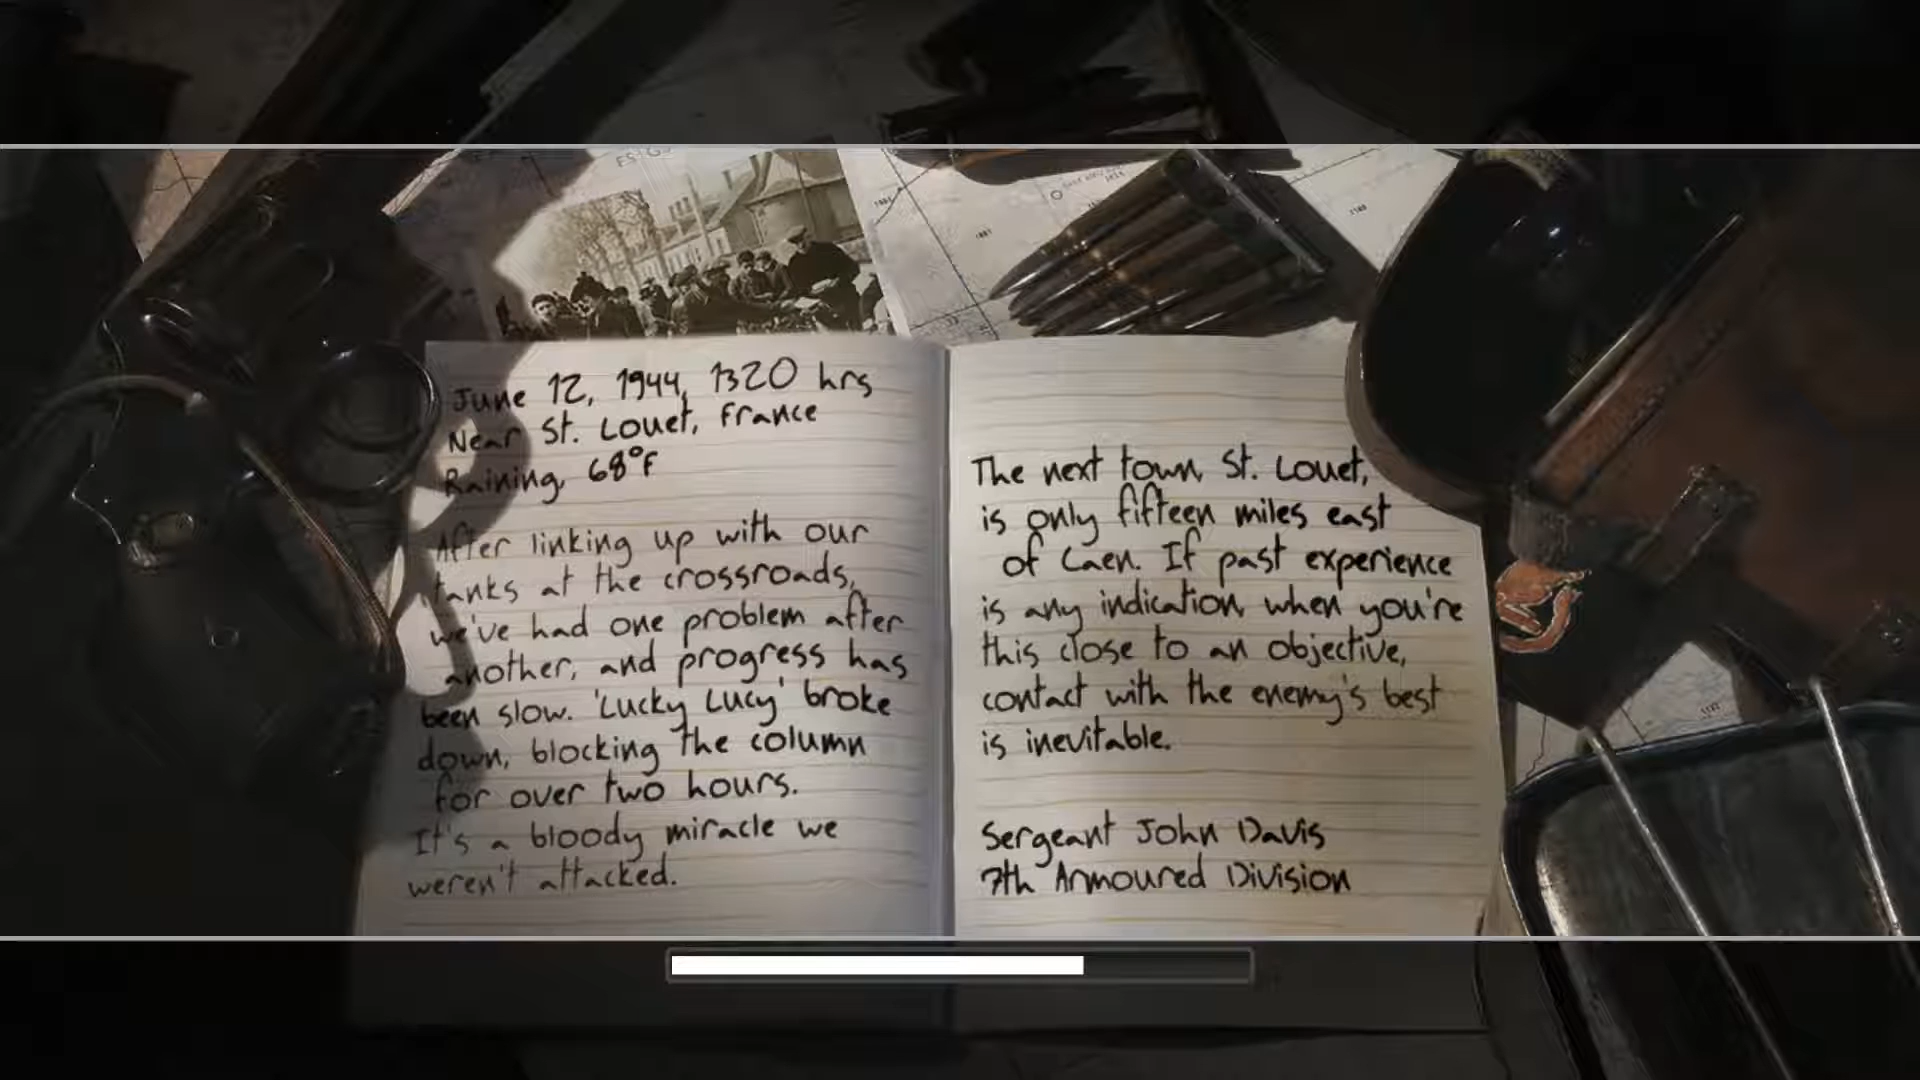 June 12, 1944, 1320 hrs
Near St. Louet, France
Raining, 68°F
After linking up with our
tanks at the crossroads,
we've had one problem after
another, and progress has
been slow. 'Lucky Lucy' broke
down, blocking the column
for over two hours.
It's a bloody miracle we
weren't attacked.
The next town, St. Louet,
is only fifteen miles east
of Caen. If past experience
is any indication, when you're
this close to an objective,
contact with the enemy's best
is inevitable.
Sergeant John Davis
7th Armoured Division